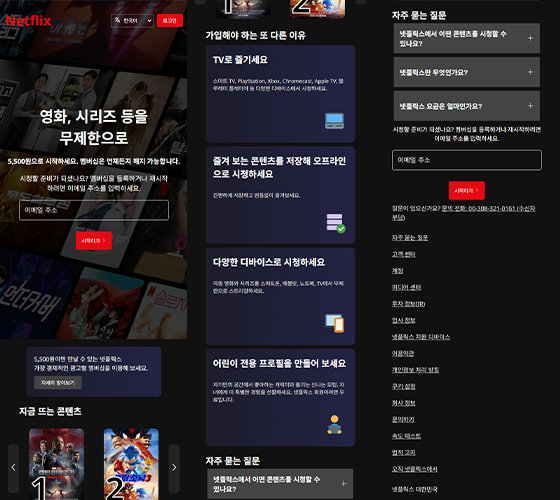 Netflix
한국어
로그인
영화, 시리즈 등을
무제한으로
5,500원으로 시작하세요. 멤버십은 언제든지 해지 가능합니다.
시청할 준비가 되셨나요? 멤버십을 등록하거나 재시작
하려면 이메일 주소를 입력하세요.
이메일 주소
시작하기
5,500원이면 만날 수 있는 넷플릭스
가장 경제적인 광고형 멤버십을 이용해 보세요.
자세히 알아보기
지금 뜨는 콘텐츠
1
2
1
2
가입해야 하는 또 다른 이유
TV로 즐기세요
스마트 TV, PlayStation, Xbox, Chromecast, Apple TV, 블
루레이 플레이어 등 다양한 디바이스에서 시청하세요.
즐겨 보는 콘텐츠를 저장해 오프라인
으로 시청하세요
간편하게 저장하고 빈틈없이 즐겨보세요.
다양한 디바이스로 시청하세요
각종 영화와 시리즈를 스마트폰, 태블릿, 노트북, TV에서 무제
한으로 스트리밍하세요.
어린이 전용 프로필을 만들어 보세요
자기만의 공간에서 좋아하는 캐릭터와 즐기는 신나는 모험. 자
녀에게 이 특별한 경험을 선물하세요. 넷플릭스 회원이라면 무
료입니다.
자주 묻는 질문
넷플릭스에서 어떤 콘텐츠를 시청할 수
있나요?
자주 묻는 질문
넷플릭스에서 어떤 콘텐츠를 시청할 수
있나요?
넷플릭스란 무엇인가요?
넷플릭스 요금은 얼마인가요?
시청할 준비가 되셨나요? 멤버십을 등록하거나 재시작하려면
이메일 주소를 입력하세요.
이메일 주소
시작하기
질문이 있으신가요? 문의 전화: 00-308-321-0161 (수신자
부담)
자주 묻는 질문
고객 센터
계정
미디어 센터
투자 정보(IR)
입사 정보
넷플릭스 지원 디바이스
이용약관
개인정보 처리 방침
쿠키 설정
회사 정보
문의하기
속도 테스트
법적 고지
오직 넷플릭스에서
넷플릭스 대한민국